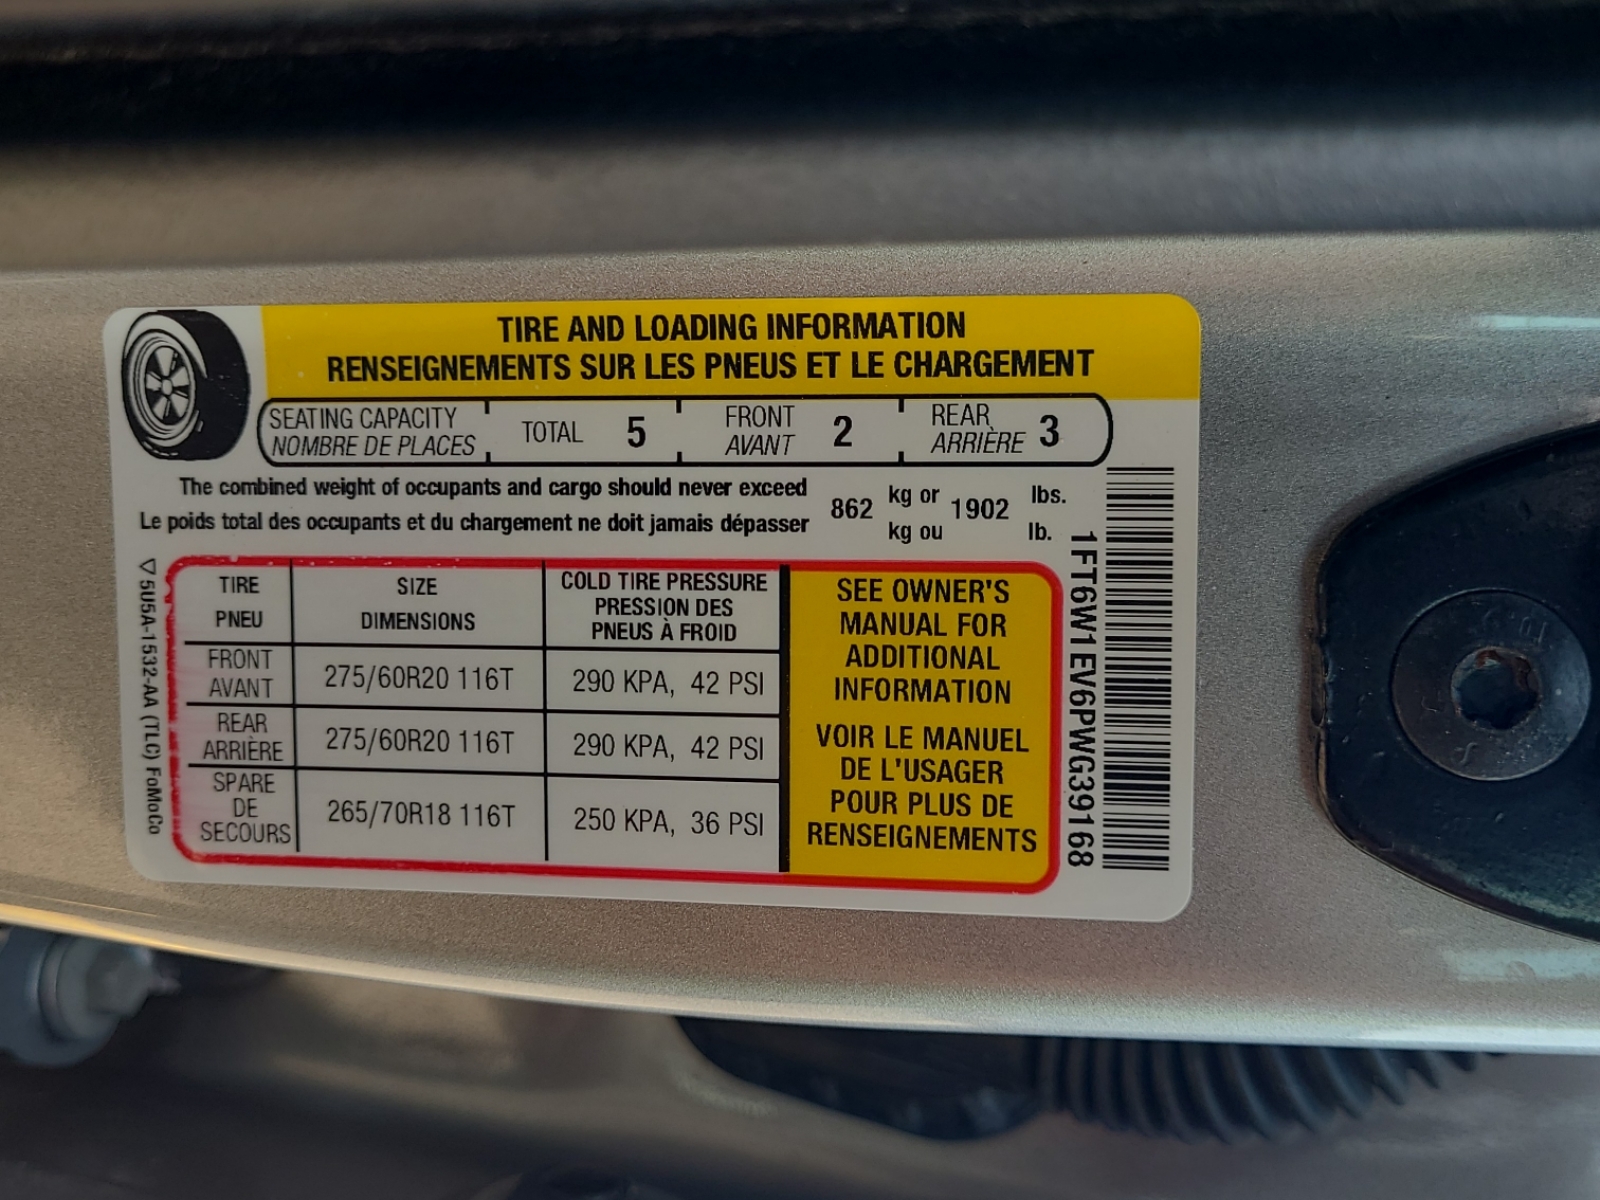 TIRE AND LOADING INFORMATION
RENSEIGNEMENTS SUR LES PNEUS ET LE CHARGEMENT
SEATING CAPACITY
NOMBRE DE PLACES
TOTAL 5
FRONT
AVANT 2
REAR
ARRIÈRE 3
The combined weight of occupants and cargo should never exceed
Le poids total des occupants et du chargement ne doit jamais dépasser
862 kg or 1902 lbs.
kg ou lb.
TIRE
PNEU
SIZE
DIMENSIONS
COLD TIRE PRESSURE
PRESSION DES
PNEUS À FROID
FRONT
AVANT
275/60R20 116T
290 KPA, 42 PSI
REAR
ARRIÈRE
275/60R20 116T
290 KPA, 42 PSI
SPARE
DE
SECOURS
265/70R18 116T
250 KPA, 36 PSI
SEE OWNER'S
MANUAL FOR
ADDITIONAL
INFORMATION
VOIR LE MANUEL
DE L'USAGER
POUR PLUS DE
RENSEIGNEMENTS
1FT6W1EV6PWG39168
5U5A-1532-AA (TLC) FoMoCo